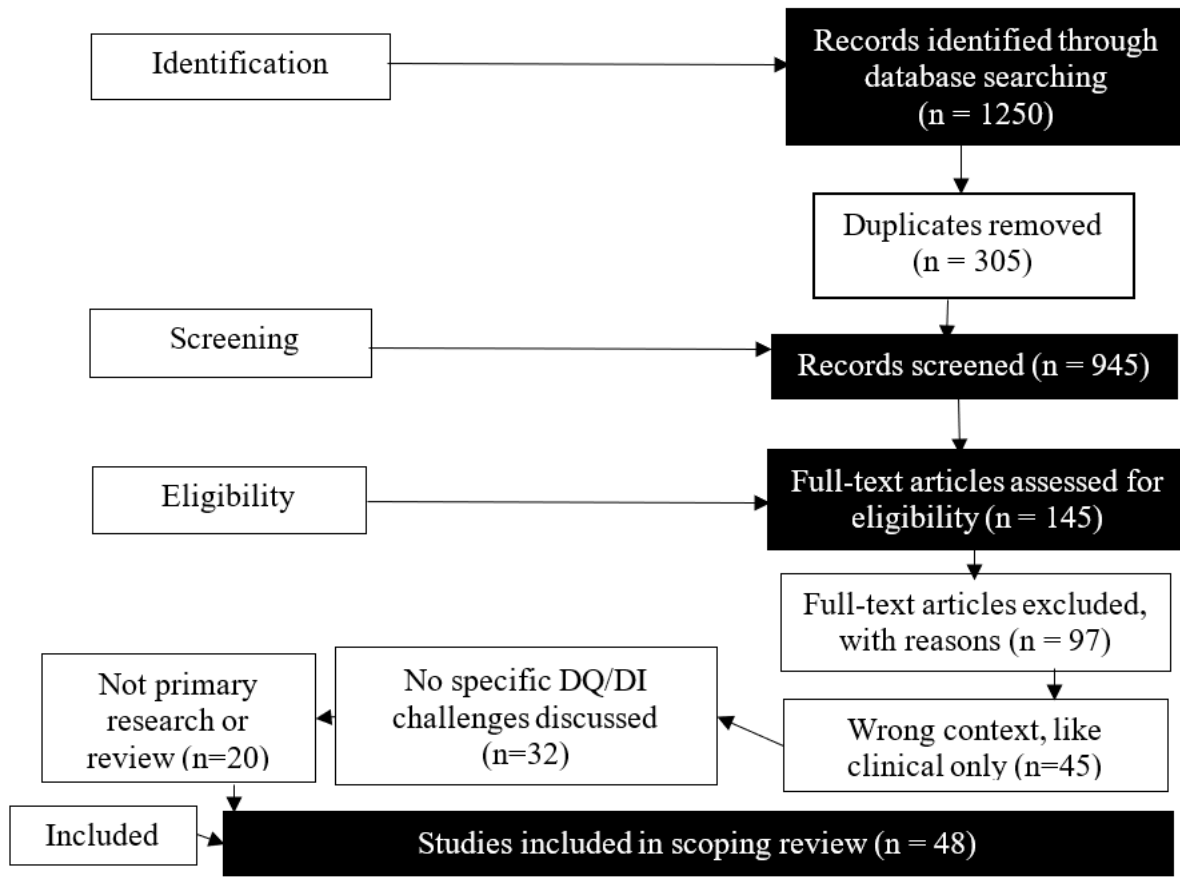 Identification
Records identified through
database searching
(n = 1250)
Duplicates removed
(n = 305)
Screening
Records screened (n = 945)
Eligibility
Full-text articles assessed for
eligibility (n = 145)
Full-text articles excluded,
with reasons (n = 97)
Wrong context, like
clinical only (n=45)
No specific DQ/DI
challenges discussed
(n=32)
Not primary
research or
review (n=20)
Included
Studies included in scoping review (n = 48)